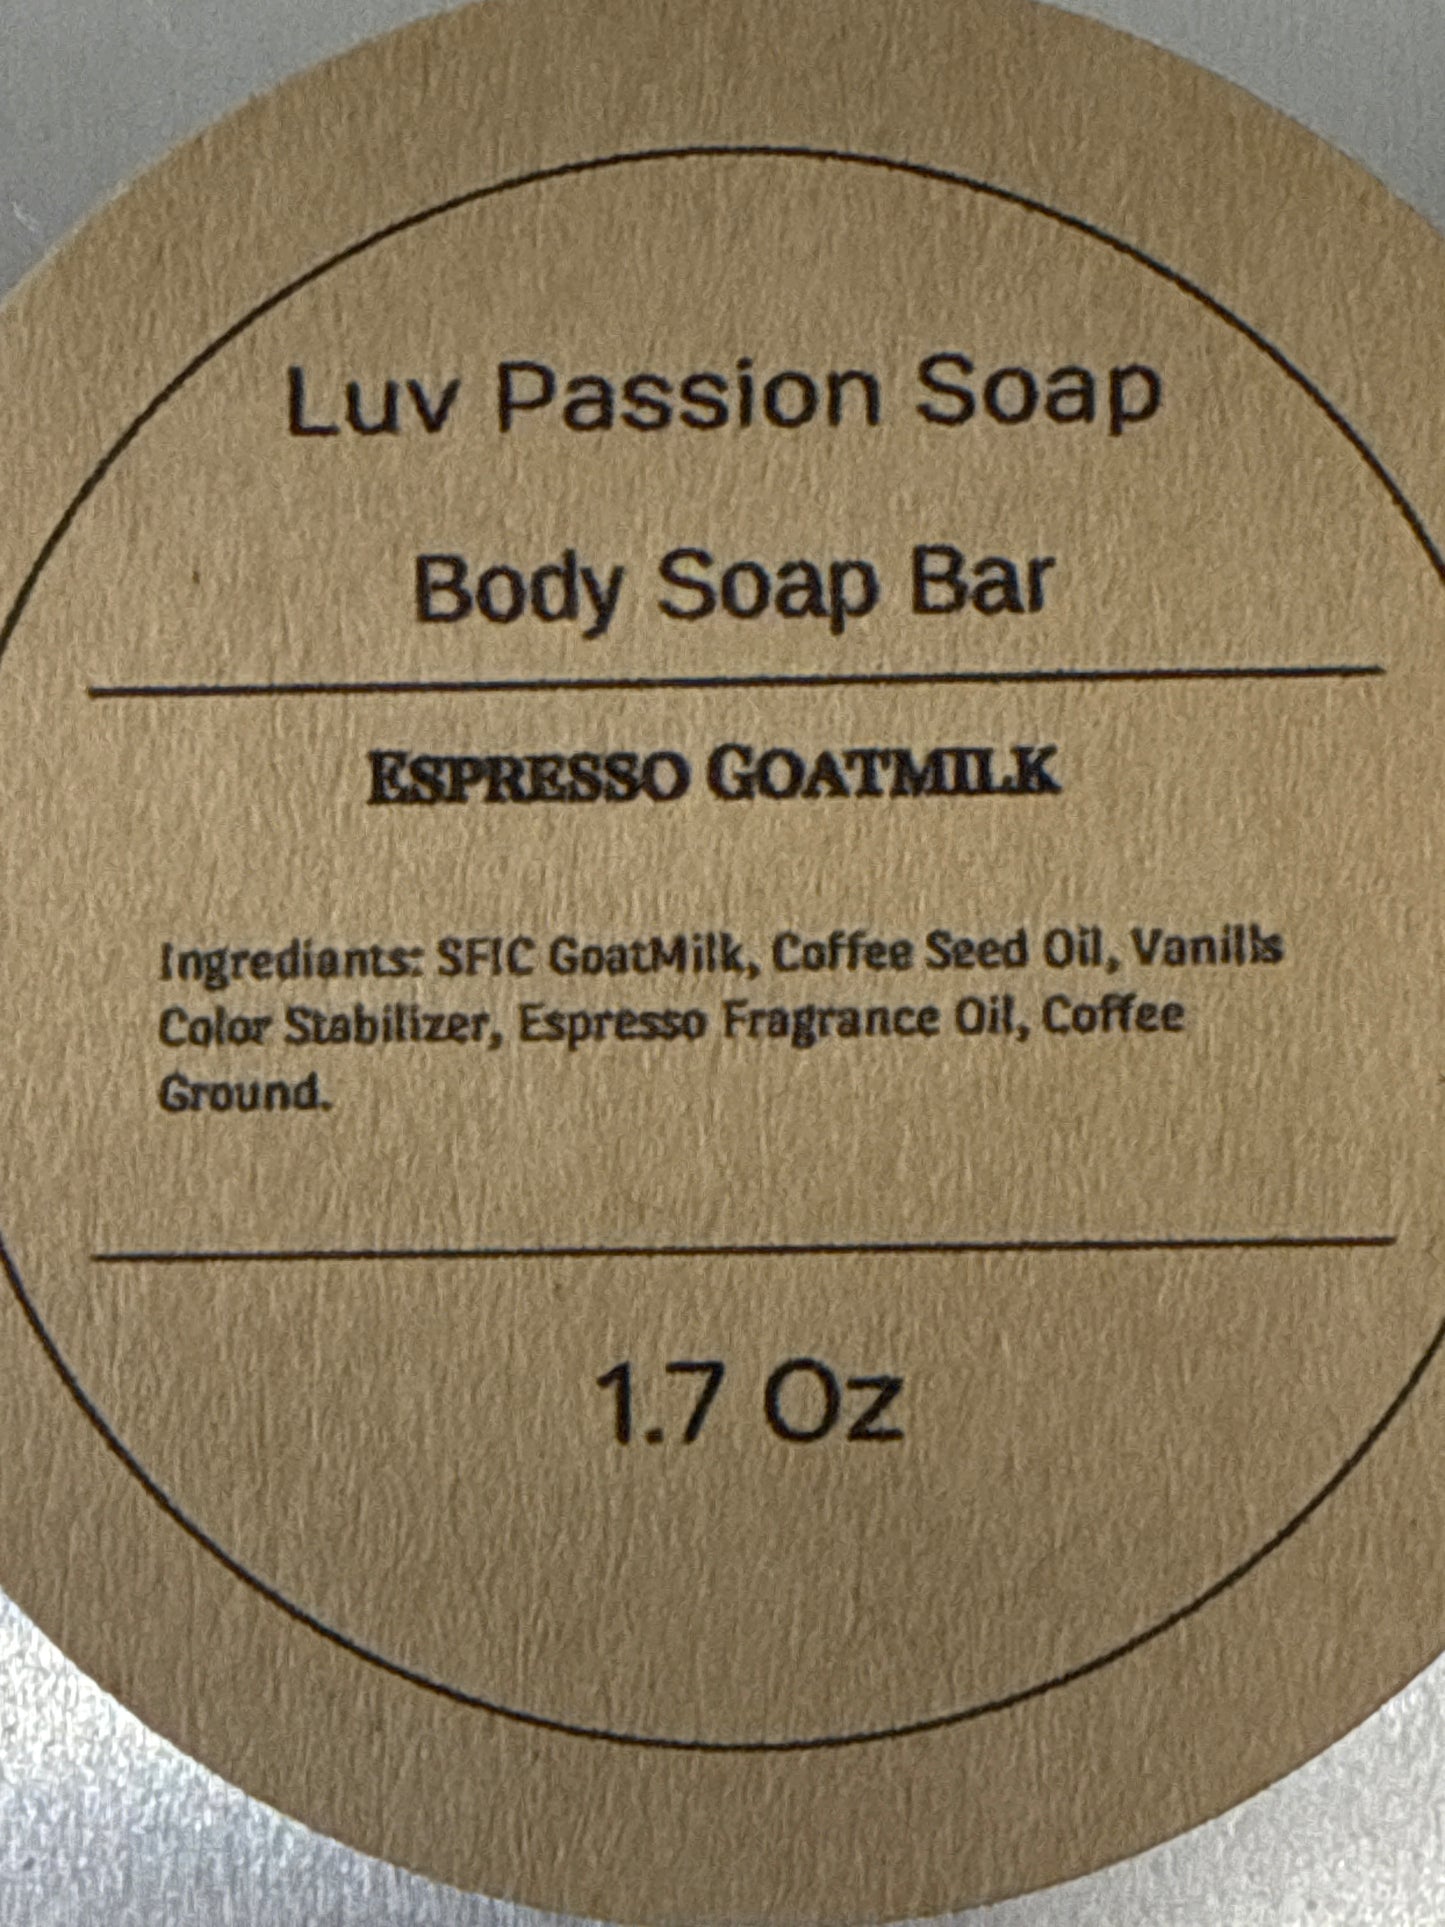 Luv Passion Soap
Body Soap Bar
ESPRESSO GOATMILK
Ingrediants: SFIC GoatMilk, Coffee Seed Oil, Vanills
Color Stabilizer, Espresso Fragrance Oil, Coffee
Ground.
1.7 Oz